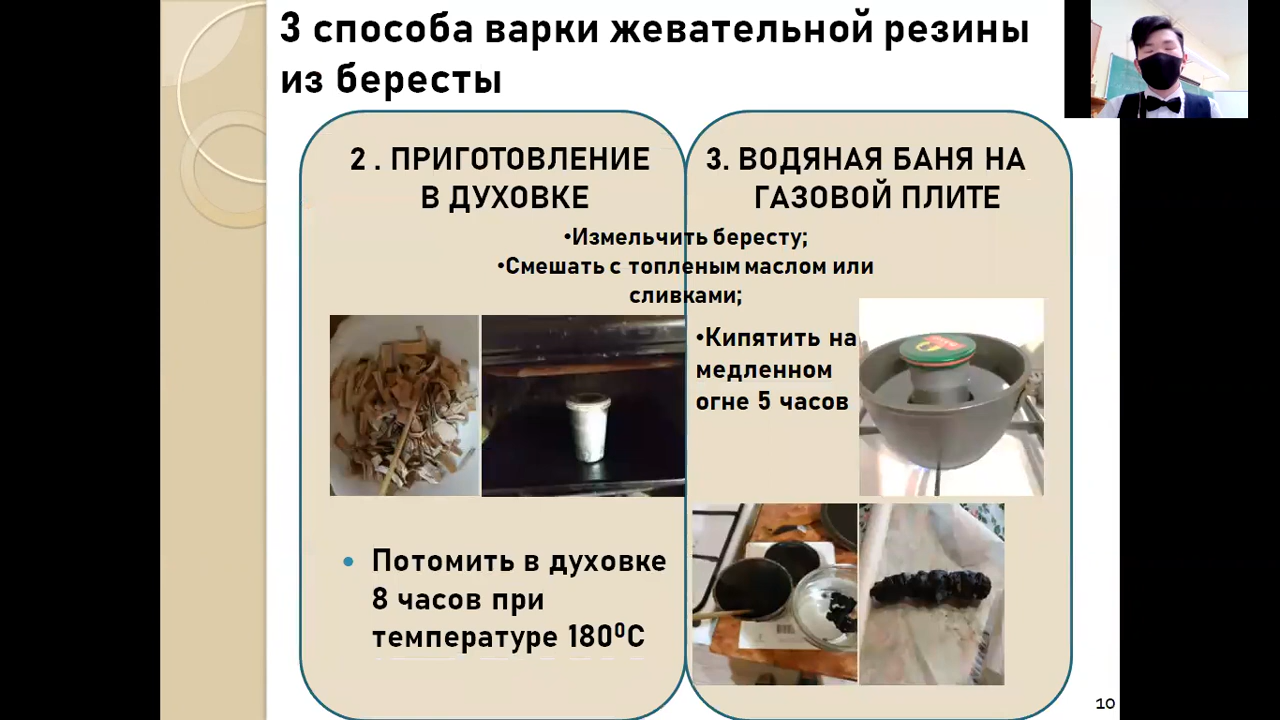 3 способа варки жевательной резины
из бересты
2 . ПРИГОТОВЛЕНИЕ
В ДУХОВКЕ
3. ВОДЯНАЯ БАНЯ НА
ГАЗОВОЙ ПЛИТЕ
•Измельчить бересту;
•Смешать с топленым маслом или
сливками;
•Кипятить на
медленном
огне 5 часов
• Потомить в духовке
8 часов при
температуре 180⁰С
10